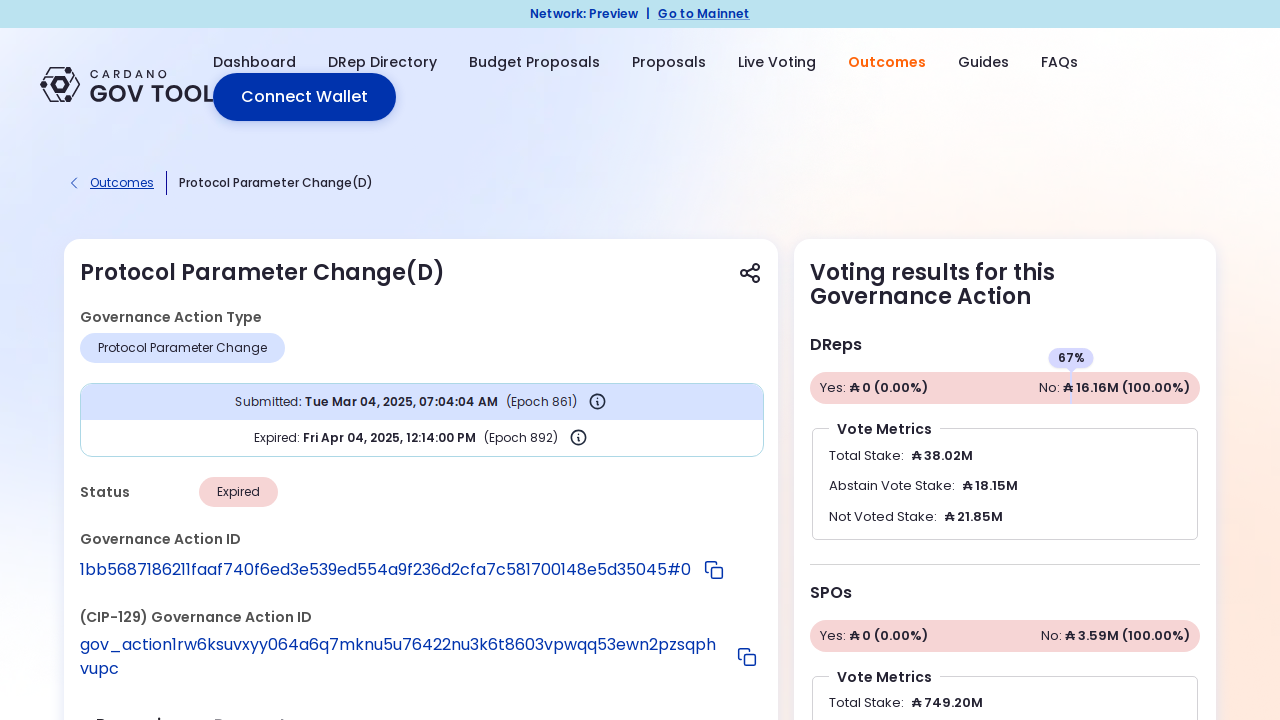 Network: Preview | Go to Mainnet
CARDANO
GOV TOOL
Dashboard DRep Directory Budget Proposals Proposals Live Voting Outcomes Guides FAQs
Connect Wallet
Outcomes | Protocol Parameter Change(D)
Protocol Parameter Change(D)
Governance Action Type
Protocol Parameter Change
Submitted: Tue Mar 04, 2025, 07:04:04 AM (Epoch 861)
Expired: Fri Apr 04, 2025, 12:14:00 PM (Epoch 892)
Status Expired
Governance Action ID
1bb5687186211faaf740f6ed3e539ed554a9f236d2cfa7c581700148e5d35045#0
(CIP-129) Governance Action ID
gov_action1rw6ksuvxyy064a6q7mknu5u76422nu3k6t8603vpwqq53ewn2pzsqph
vupc
Voting results for this
Governance Action
DReps
67%
Yes: ₳ 0 (0.00%) No: ₳ 16.16M (100.00%)
Vote Metrics
Total Stake: ₳ 38.02M
Abstain Vote Stake: ₳ 18.15M
Not Voted Stake: ₳ 21.85M
SPOs
Yes: ₳ 0 (0.00%) No: ₳ 3.59M (100.00%)
Vote Metrics
Total Stake: ₳ 749.20M